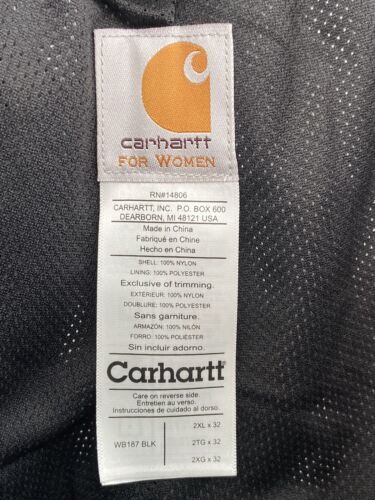 carhartt
FOR WOMEN
RN#14806
CARHARTT, INC. P.O. BOX 600
DEARBORN, MI 48121 USA
Made in China
Fabriqué en Chine
Hecho en China
SHELL: 100% NYLON
LINING: 100% POLYESTER
Exclusive of trimming.
EXTÉRIEUR: 100% NYLON
DOUBLURE: 100% POLYESTER
Sans garniture.
ARMAZÓN: 100% NILÓN
FORRO: 100% POLIÉSTER
Sin incluir adorno.
Carhartt
Care on reverse side.
Entretien au verso.
Instrucciones de cuidado al dorso.
WB187 BLK
2XL x 32
2TG x 32
2XG x 32